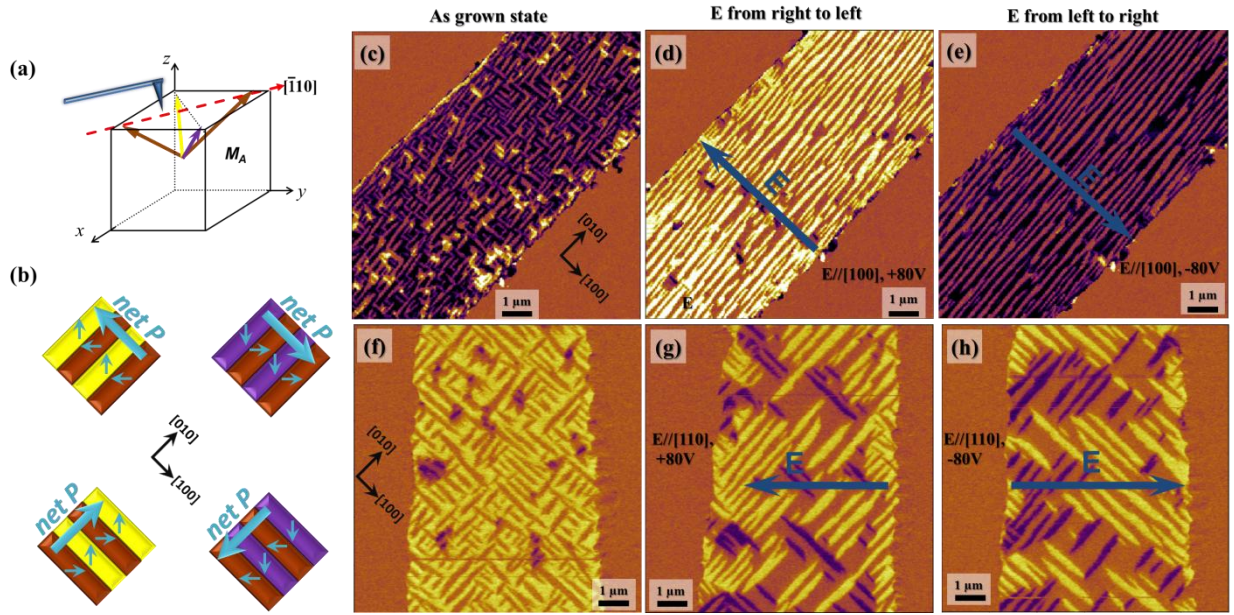 As grown state
E from right to left
E from left to right
(a)
z
[1̄10]
M_A
y
x
(b)
net P
net P
[010]
[100]
net P
net P
(c)
[010]
[100]
1 μm
(d)
E
E//[100], +80V
E
1 μm
(e)
E
E//[100], -80V
1 μm
(f)
[010]
[100]
1 μm
(g)
E//[110],
+80V
E
1 μm
(h)
E//[110],
-80V
E
1 μm